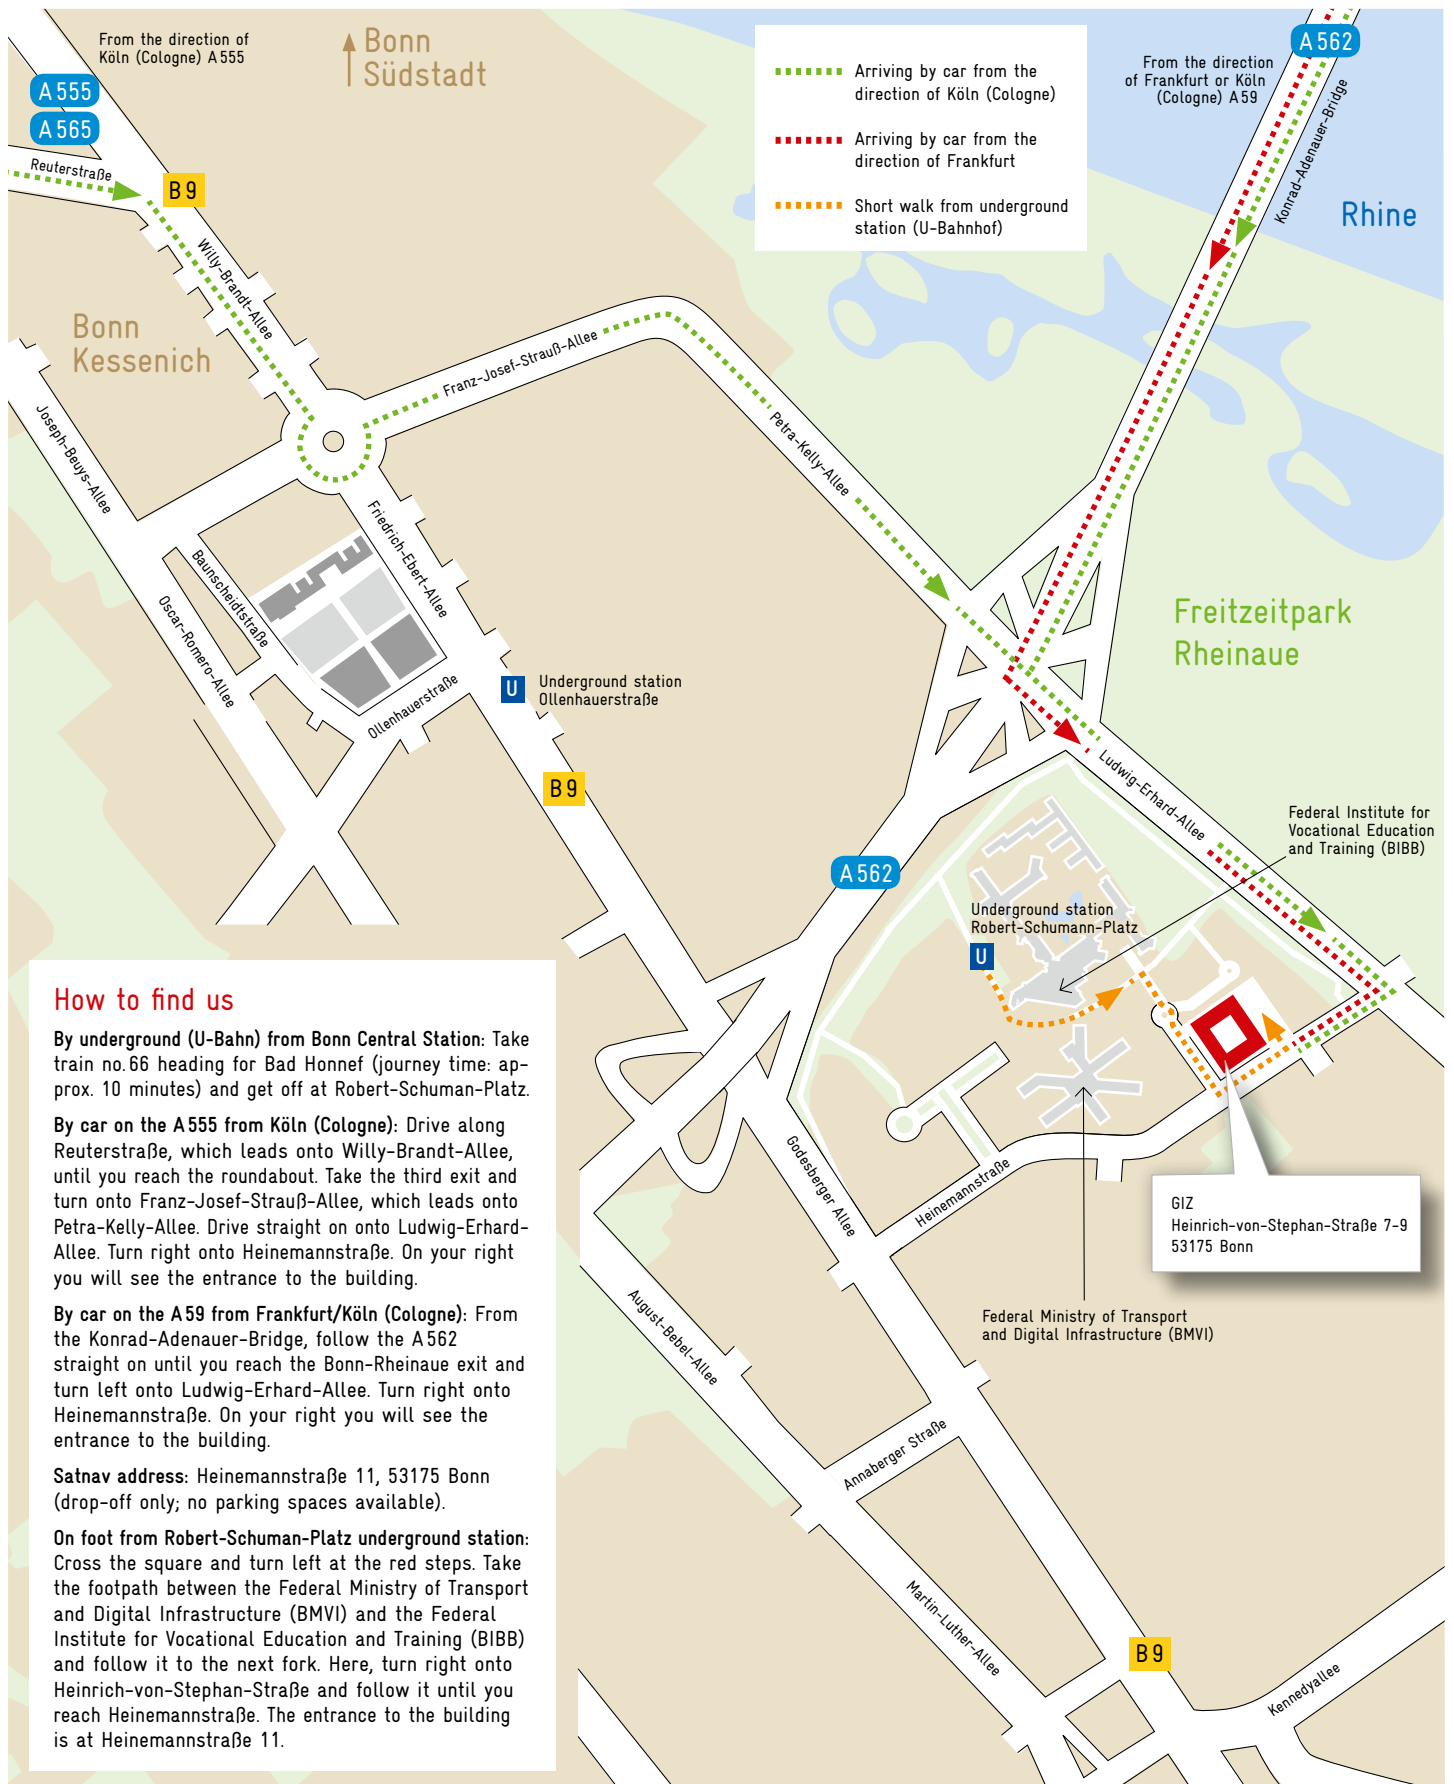 From the direction of
Köln (Cologne) A 555
A 555
A 565
Reuterstraße
B 9
Bonn
Südstadt
Arriving by car from the
direction of Köln (Cologne)
Arriving by car from the
direction of Frankfurt
Short walk from underground
station (U-Bahnhof)
A 562
From the direction
of Frankfurt or Köln
(Cologne) A 59
Konrad-Adenauer-Bridge
Rhine
Willy-Brandt-Allee
Bonn
Kessenich
Franz-Josef-Strauß-Allee
Joseph-Beuys-Allee
Petra-Kelly-Allee
Friedrich-Ebert-Allee
Baunscheidtstraße
Oscar-Romero-Allee
Ollenhauerstraße
U
Underground station
Ollenhauerstraße
Freitzeitpark
Rheinaue
B 9
Ludwig-Erhard-Allee
A 562
Federal Institute for
Vocational Education
and Training (BIBB)
Underground station
Robert-Schumann-Platz
U
Godesberger Allee
Heinemannstraße
GIZ
Heinrich-von-Stephan-Straße 7-9
53175 Bonn
Federal Ministry of Transport
and Digital Infrastructure (BMVI)
August-Bebel-Allee
Annaberger Straße
Martin-Luther-Allee
B 9
Kennedyallee
How to find us
By underground (U-Bahn) from Bonn Central Station: Take
train no. 66 heading for Bad Honnef (journey time: ap-
prox. 10 minutes) and get off at Robert-Schuman-Platz.
By car on the A 555 from Köln (Cologne): Drive along
Reuterstraße, which leads onto Willy-Brandt-Allee,
until you reach the roundabout. Take the third exit and
turn onto Franz-Josef-Strauß-Allee, which leads onto
Petra-Kelly-Allee. Drive straight on onto Ludwig-Erhard-
Allee. Turn right onto Heinemannstraße. On your right
you will see the entrance to the building.
By car on the A 59 from Frankfurt/Köln (Cologne): From
the Konrad-Adenauer-Bridge, follow the A 562
straight on until you reach the Bonn-Rheinaue exit and
turn left onto Ludwig-Erhard-Allee. Turn right onto
Heinemannstraße. On your right you will see the
entrance to the building.
Satnav address: Heinemannstraße 11, 53175 Bonn
(drop-off only; no parking spaces available).
On foot from Robert-Schuman-Platz underground station:
Cross the square and turn left at the red steps. Take
the footpath between the Federal Ministry of Transport
and Digital Infrastructure (BMVI) and the Federal
Institute for Vocational Education and Training (BIBB)
and follow it to the next fork. Here, turn right onto
Heinrich-von-Stephan-Straße and follow it until you
reach Heinemannstraße. The entrance to the building
is at Heinemannstraße 11.